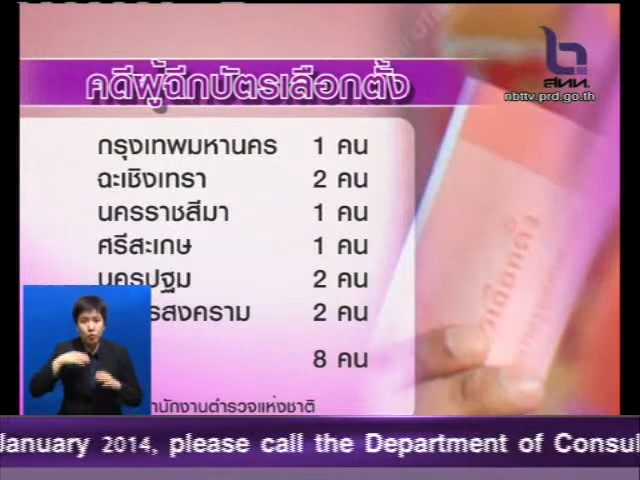 สทท.
nbttv.prd.go.th
คดีผู้ฉีกบัตรเลือกตั้ง
กรุงเทพมหานคร 1 คน
ฉะเชิงเทรา 2 คน
นครราชสีมา 1 คน
ศรีสะเกษ 1 คน
นครปฐม 2 คน
รสงคราม 2 คน
8 คน
านักงานตำรวจแห่งชาติ
January 2014, please call the Department of Consul